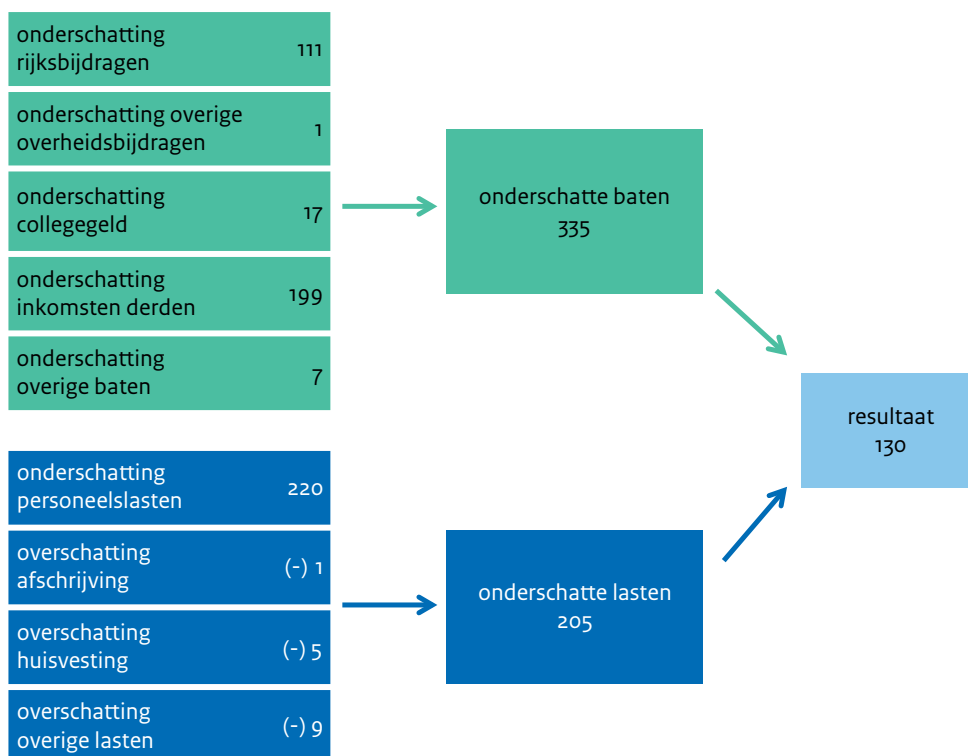 onderschatting
rijksbijdragen 111
onderschatting overige
overheidsbijdragen 1
onderschatting
collegegeld 17
onderschatting
inkomsten derden 199
onderschatting
overige baten 7
onderschatte baten
335
resultaat
130
onderschatting
personeelslasten 220
overschatting
afschrijving (-) 1
overschatting
huisvesting (-) 5
overschatting
overige lasten (-) 9
onderschatte lasten
205